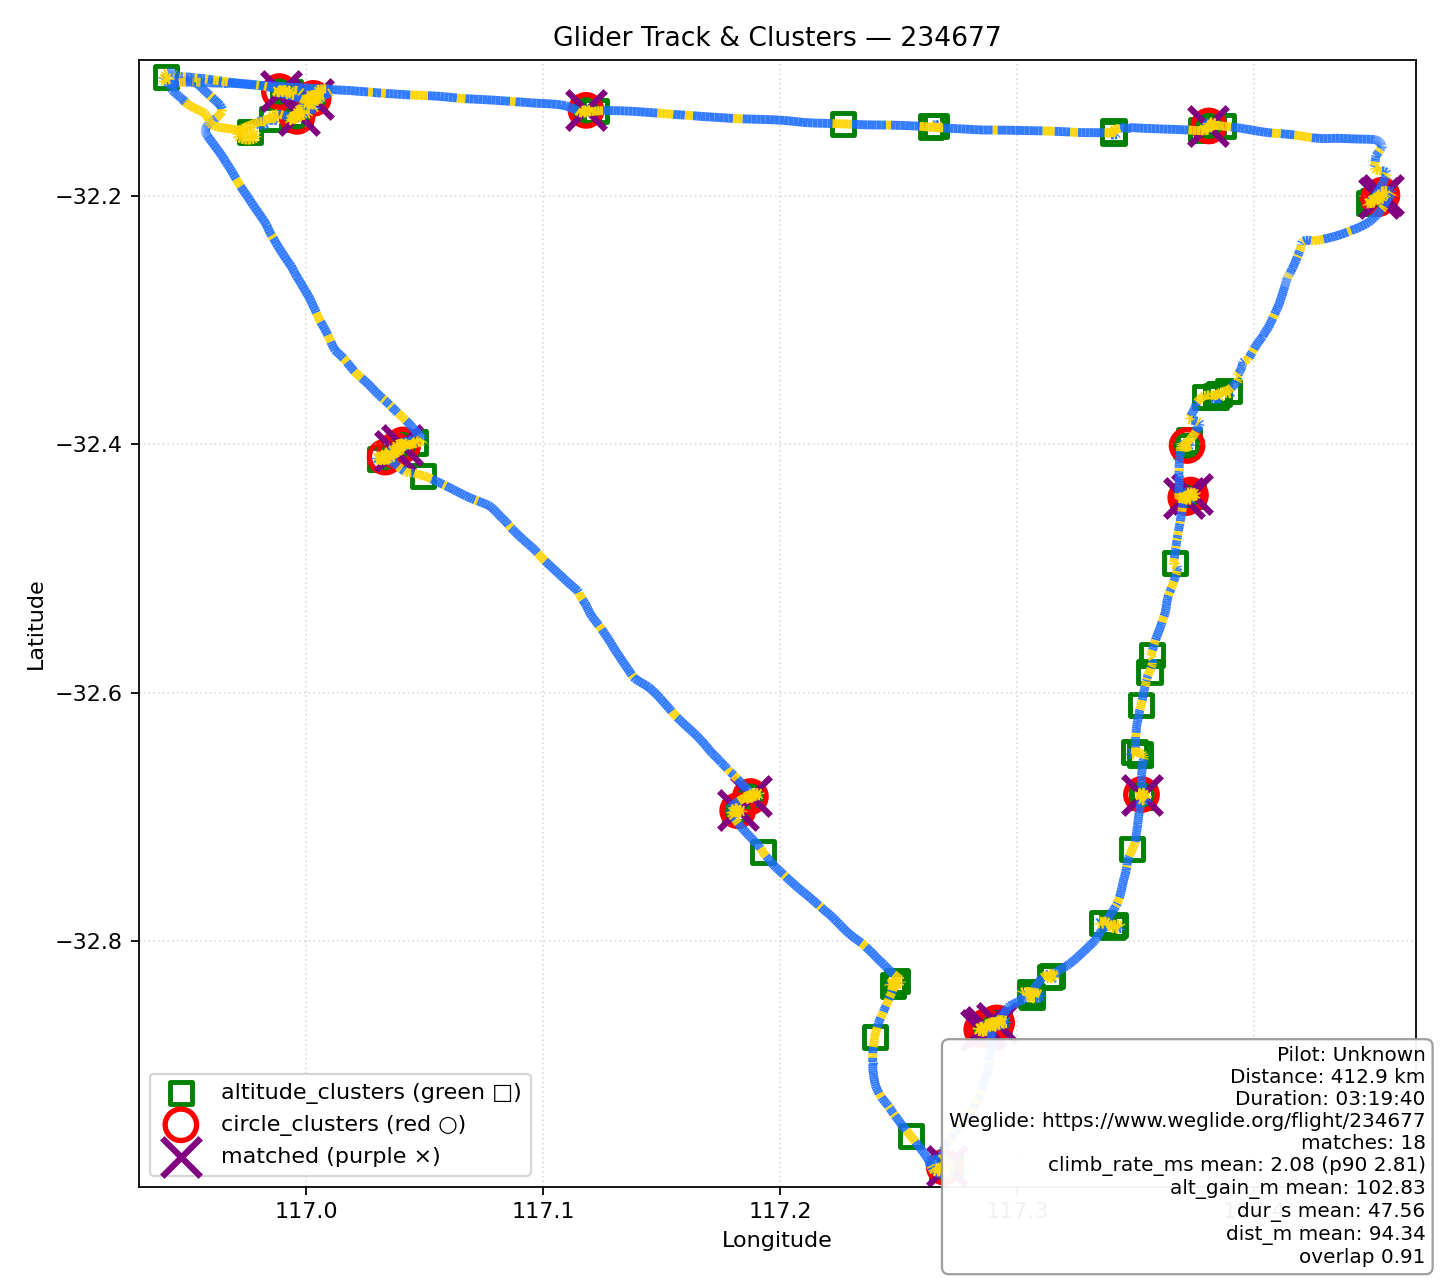 Glider Track & Clusters — 234677
Latitude
−32.2
−32.4
−32.6
−32.8
altitude_clusters (green □)
circle_clusters (red ○)
matched (purple ×)
Pilot: Unknown
Distance: 412.9 km
Duration: 03:19:40
Weglide: https://www.weglide.org/flight/234677
matches: 18
climb_rate_ms mean: 2.08 (p90 2.81)
alt_gain_m mean: 102.83
dur_s mean: 47.56
dist_m mean: 94.34
overlap 0.91
117.0 117.1 117.2 117.3
Longitude